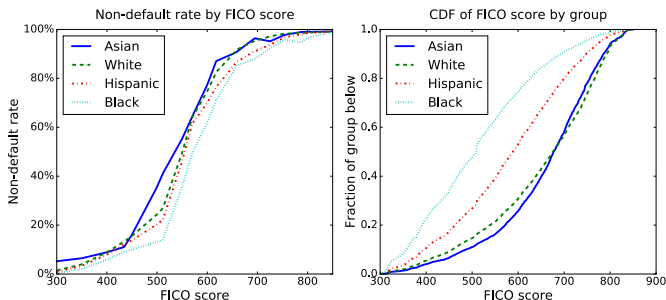 Non-default rate by FICO score
100%
80%
60%
40%
20%
0%
Non-default rate
Asian
White
Hispanic
Black
300 400 500 600 700 800
FICO score
CDF of FICO score by group
1.0
0.8
0.6
0.4
0.2
0.0
Fraction of group below
Asian
White
Hispanic
Black
300 400 500 600 700 800 900
FICO score